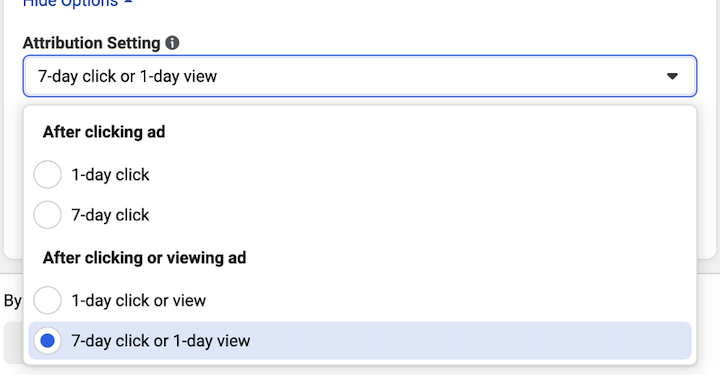 Hide Options
Attribution Setting
7-day click or 1-day view
After clicking ad
1-day click
7-day click
After clicking or viewing ad
1-day click or view
By
7-day click or 1-day view